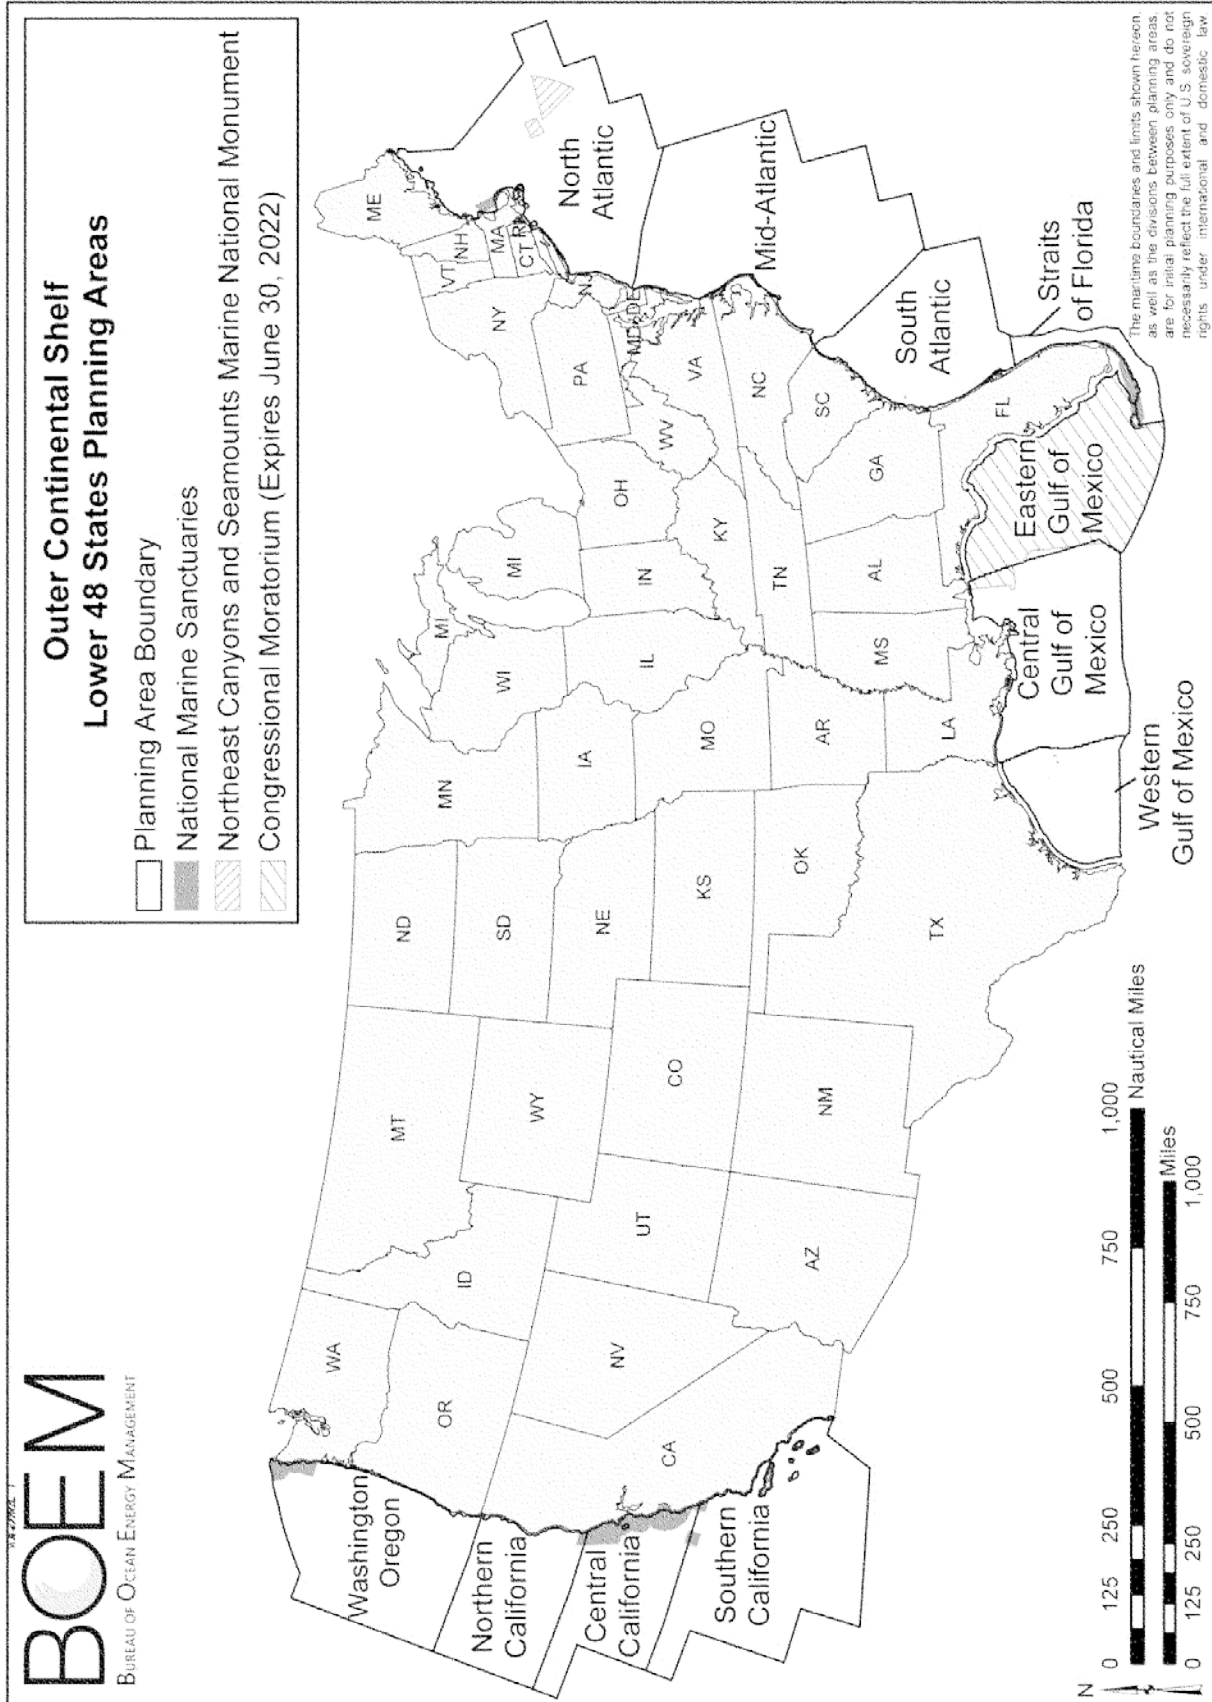 BOEM
BUREAU OF OCEAN ENERGY MANAGEMENT
Outer Continental Shelf
Lower 48 States Planning Areas
Planning Area Boundary
National Marine Sanctuaries
Northeast Canyons and Seamounts Marine National Monument
Congressional Moratorium (Expires June 30, 2022)
WA
OR
CA
ID
NV
MT
WY
UT
AZ
CO
NM
ND
SD
NE
KS
OK
TX
MN
IA
MO
AR
LA
WI
IL
MI
MI
IN
OH
KY
TN
MS
AL
GA
FL
SC
NC
VA
WV
PA
NY
VT
NH
ME
MA
CT
RI
NJ
MD
DE
Washington
Oregon
Northern
California
Central
California
Southern
California
North
Atlantic
Mid-Atlantic
South
Atlantic
Straits
of Florida
Eastern
Gulf of
Mexico
Central
Gulf of
Mexico
Western
Gulf of Mexico
N
0 125 250 500 750 1,000
Nautical Miles
0 125 250 500 750 1,000
Miles
The maritime boundaries and limits shown hereon,
as well as the divisions between planning areas,
are for initial planning purposes only and do not
necessarily reflect the full extent of U.S. sovereign
rights under international and domestic law.